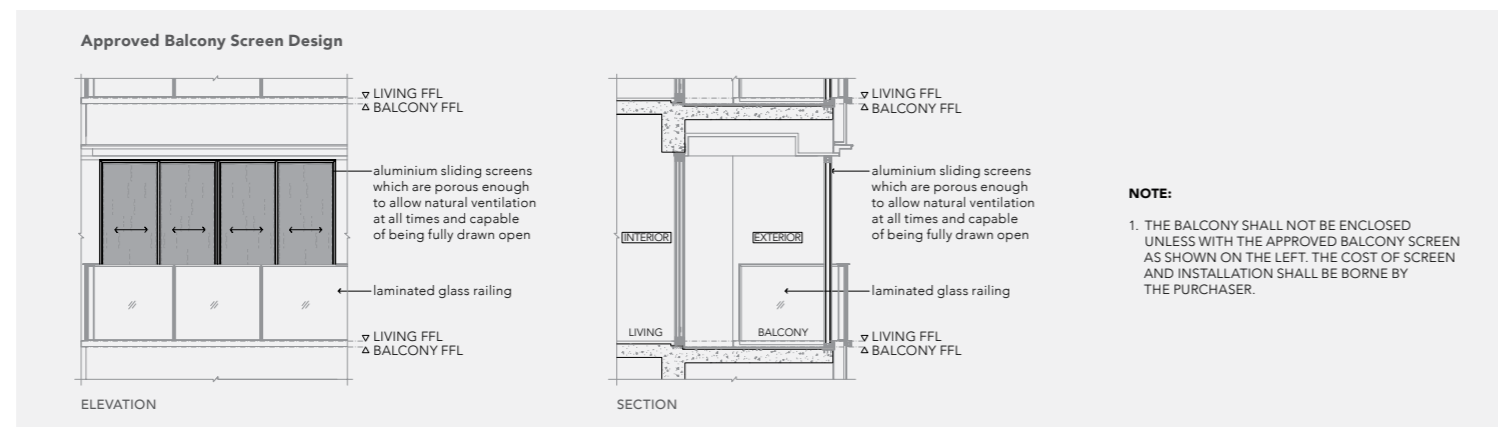 Approved Balcony Screen Design
LIVING FFL
BALCONY FFL
aluminium sliding screens
which are porous enough
to allow natural ventilation
at all times and capable
of being fully drawn open
laminated glass railing
LIVING FFL
BALCONY FFL
ELEVATION
LIVING FFL
BALCONY FFL
aluminium sliding screens
which are porous enough
to allow natural ventilation
at all times and capable
of being fully drawn open
INTERIOR
EXTERIOR
laminated glass railing
LIVING
BALCONY
LIVING FFL
BALCONY FFL
SECTION
NOTE:
1. THE BALCONY SHALL NOT BE ENCLOSED
UNLESS WITH THE APPROVED BALCONY SCREEN
AS SHOWN ON THE LEFT. THE COST OF SCREEN
AND INSTALLATION SHALL BE BORNE BY
THE PURCHASER.